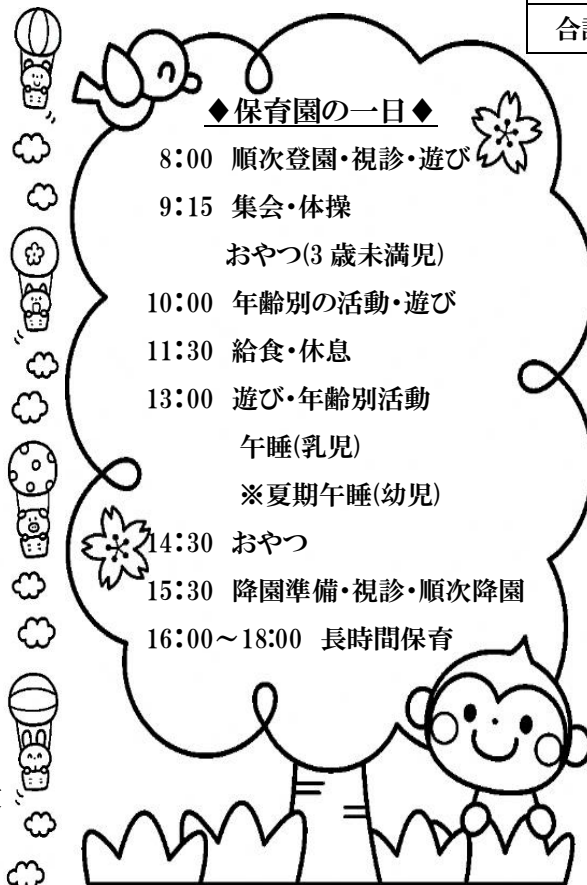 合計
◆保育園の一日◆
8:00 順次登園・視診・遊び
9:15 集会・体操
おやつ(3歳未満児)
10:00 年齢別の活動・遊び
11:30 給食・休息
13:00 遊び・年齢別活動
午睡(乳児)
※夏期午睡(幼児)
14:30 おやつ
15:30 降園準備・視診・順次降園
16:00～18:00 長時間保育